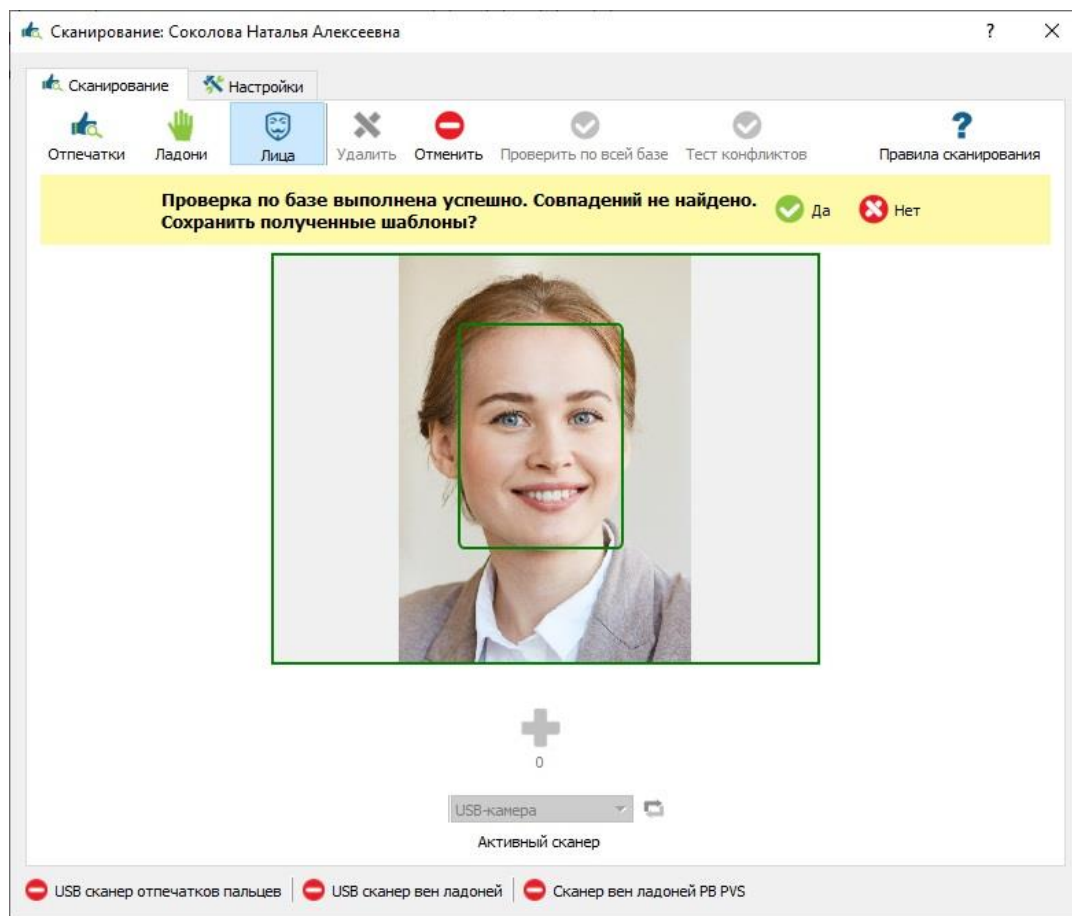 Сканирование: Соколова Наталья Алексеевна
?
Сканирование Настройки
Отпечатки Ладони Лица Удалить Отменить Проверить по всей базе Тест конфликтов Правила сканирования
Проверка по базе выполнена успешно. Совпадений не найдено.
Сохранить полученные шаблоны?
Да Нет
0
USB-камера
Активный сканер
USB сканер отпечатков пальцев USB сканер вен ладоней Сканер вен ладоней PB PVS